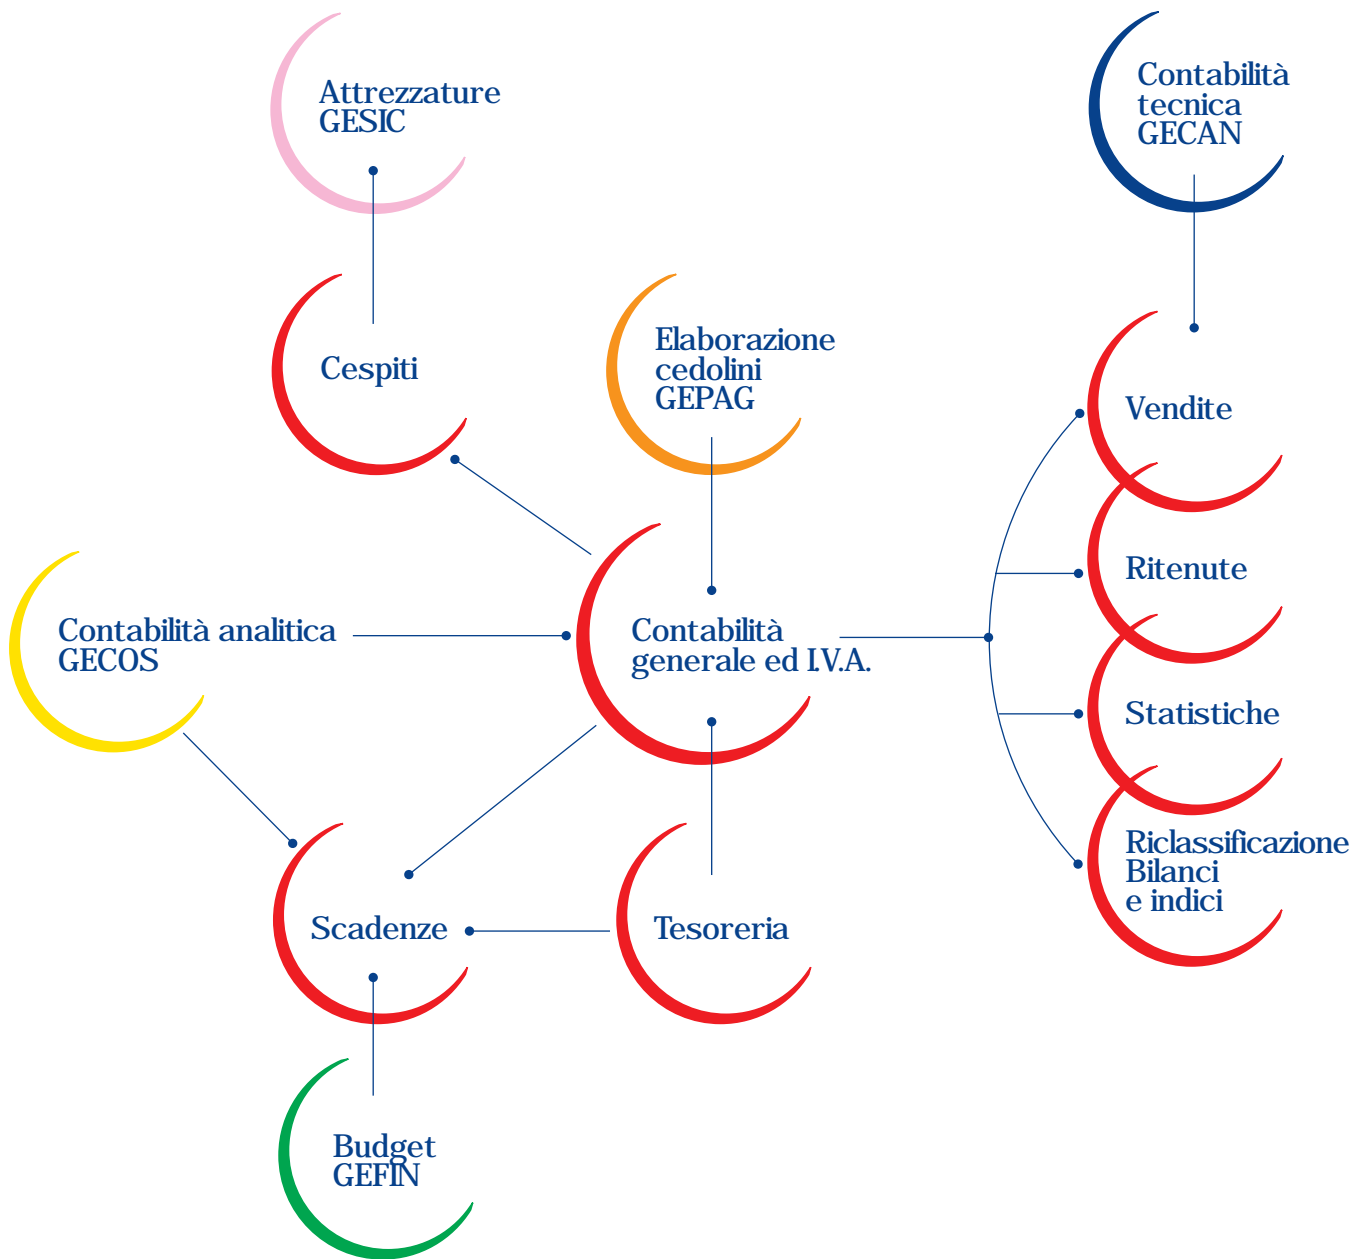 Attrezzature
GESIC
Contabilità
tecnica
GECAN
Cespiti
Elaborazione
cedolini
GEPAG
Vendite
Ritenute
Contabilità analitica
GECOS
Contabilità
generale ed I.V.A.
Statistiche
Riclassificazione
Bilanci
e indici
Scadenze
Tesoreria
Budget
GEFIN